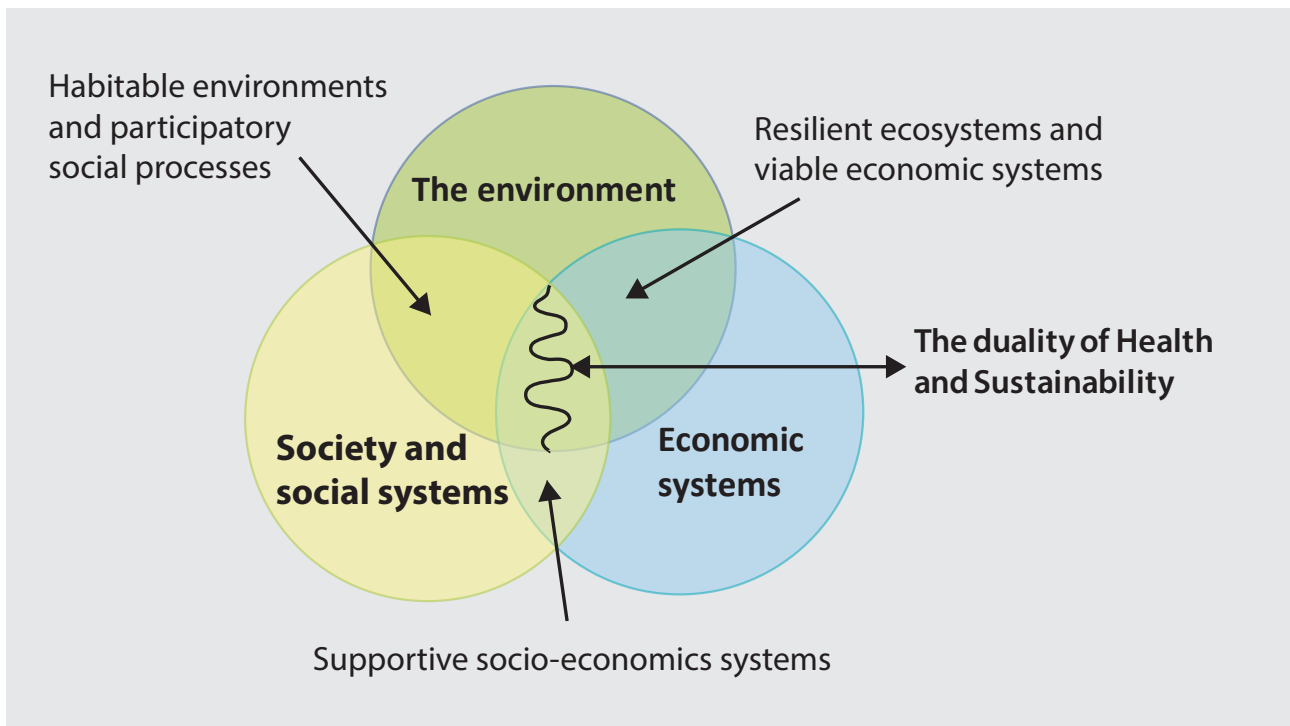 Habitable environments
and participatory
social processes
Resilient ecosystems and
viable economic systems
The environment
The duality of Health
and Sustainability
Society and
social systems
Economic
systems
Supportive socio-economics systems